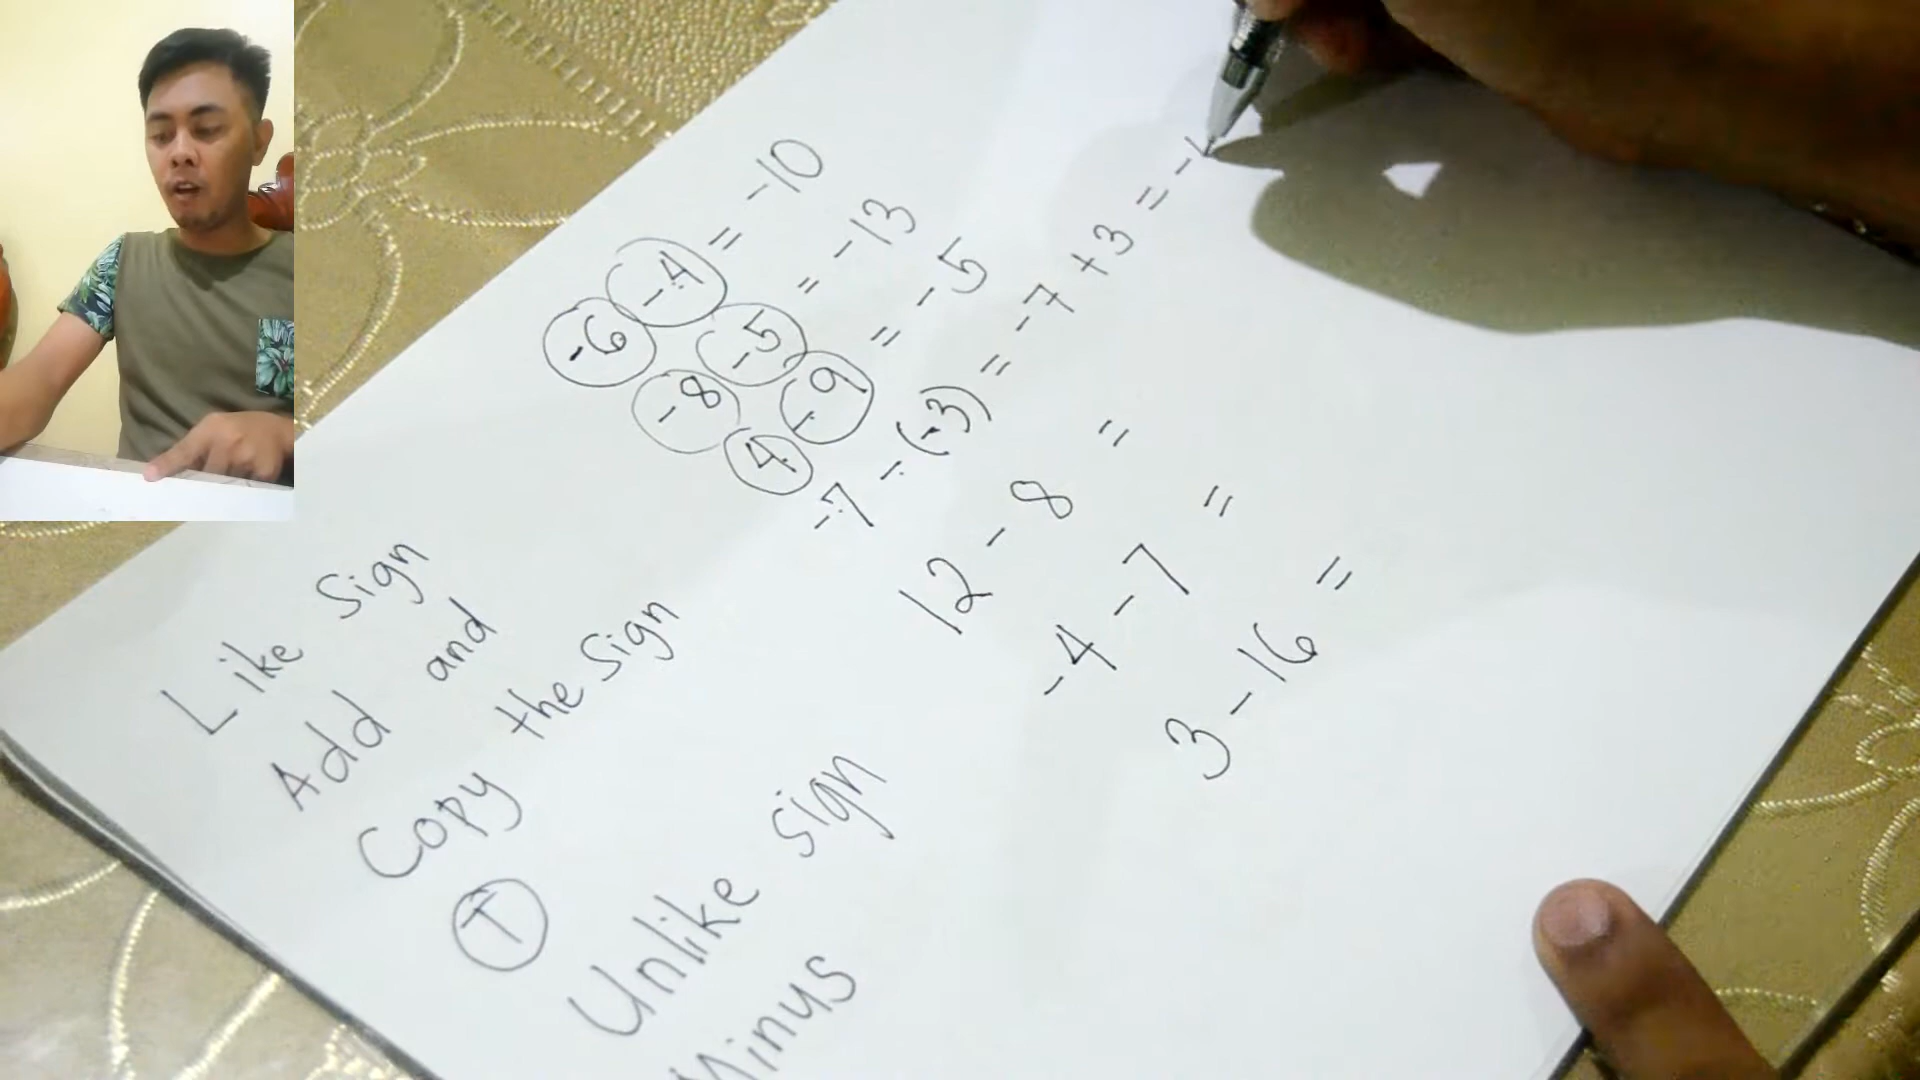 -6 -4 = -10
-8 -5 = -13
4 -9 = -5
-7 - (-3) = -7 + 3 = -
12 - 8 =
-4 - 7 =
3 - 16 =
Like Sign
Add and
Copy the Sign
+
Unlike sign
Minus